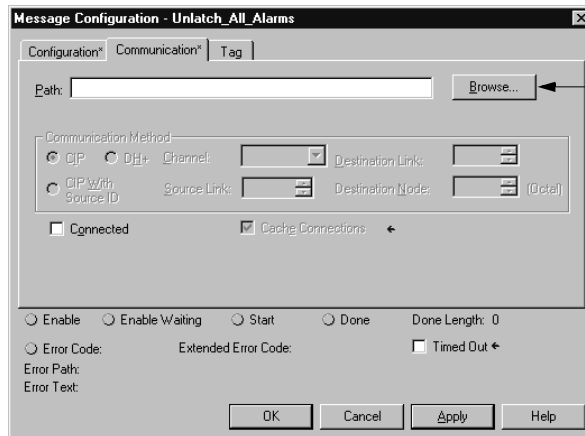 Message Configuration - Unlatch_All_Alarms
Configuration* Communication* Tag
Path: Browse...
Communication Method
CIP DH+ Channel: Destination Link:
CIP With Source ID Source Link: Destination Node: (Octal)
Connected Cache Connections
Enable Enable Waiting Start Done Done Length: 0
Error Code: Extended Error Code: Timed Out
Error Path:
Error Text:
OK Cancel Apply Help